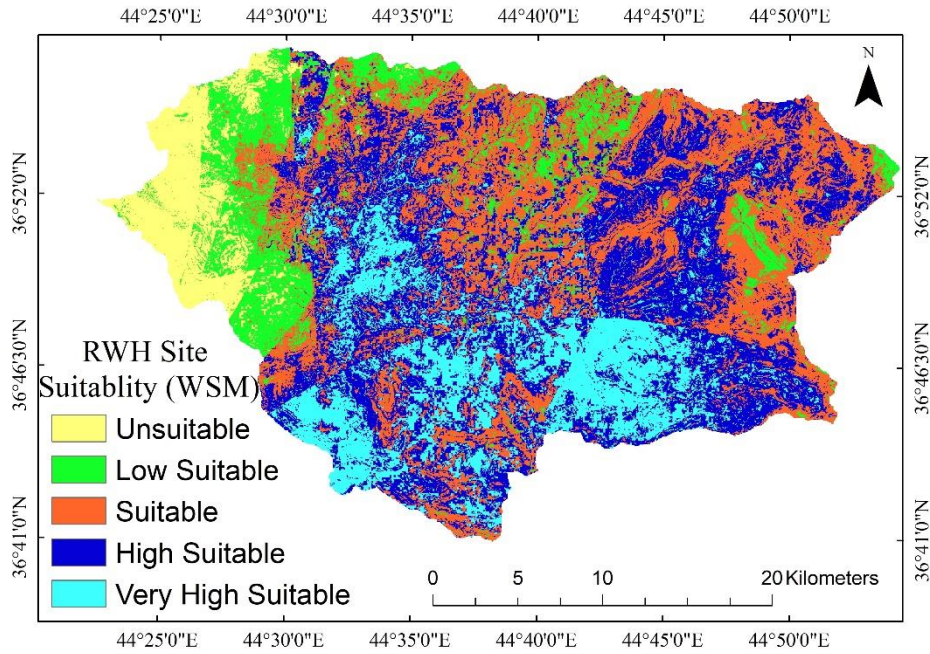 44°25'0"E 44°30'0"E 44°35'0"E 44°40'0"E 44°45'0"E 44°50'0"E
N
36°52'0"N 36°52'0"N
36°46'30"N 36°46'30"N
36°41'0"N 36°41'0"N
RWH Site
Suitablity (WSM)
Unsuitable
Low Suitable
Suitable
High Suitable
Very High Suitable
0 5 10 20 Kilometers
44°25'0"E 44°30'0"E 44°35'0"E 44°40'0"E 44°45'0"E 44°50'0"E